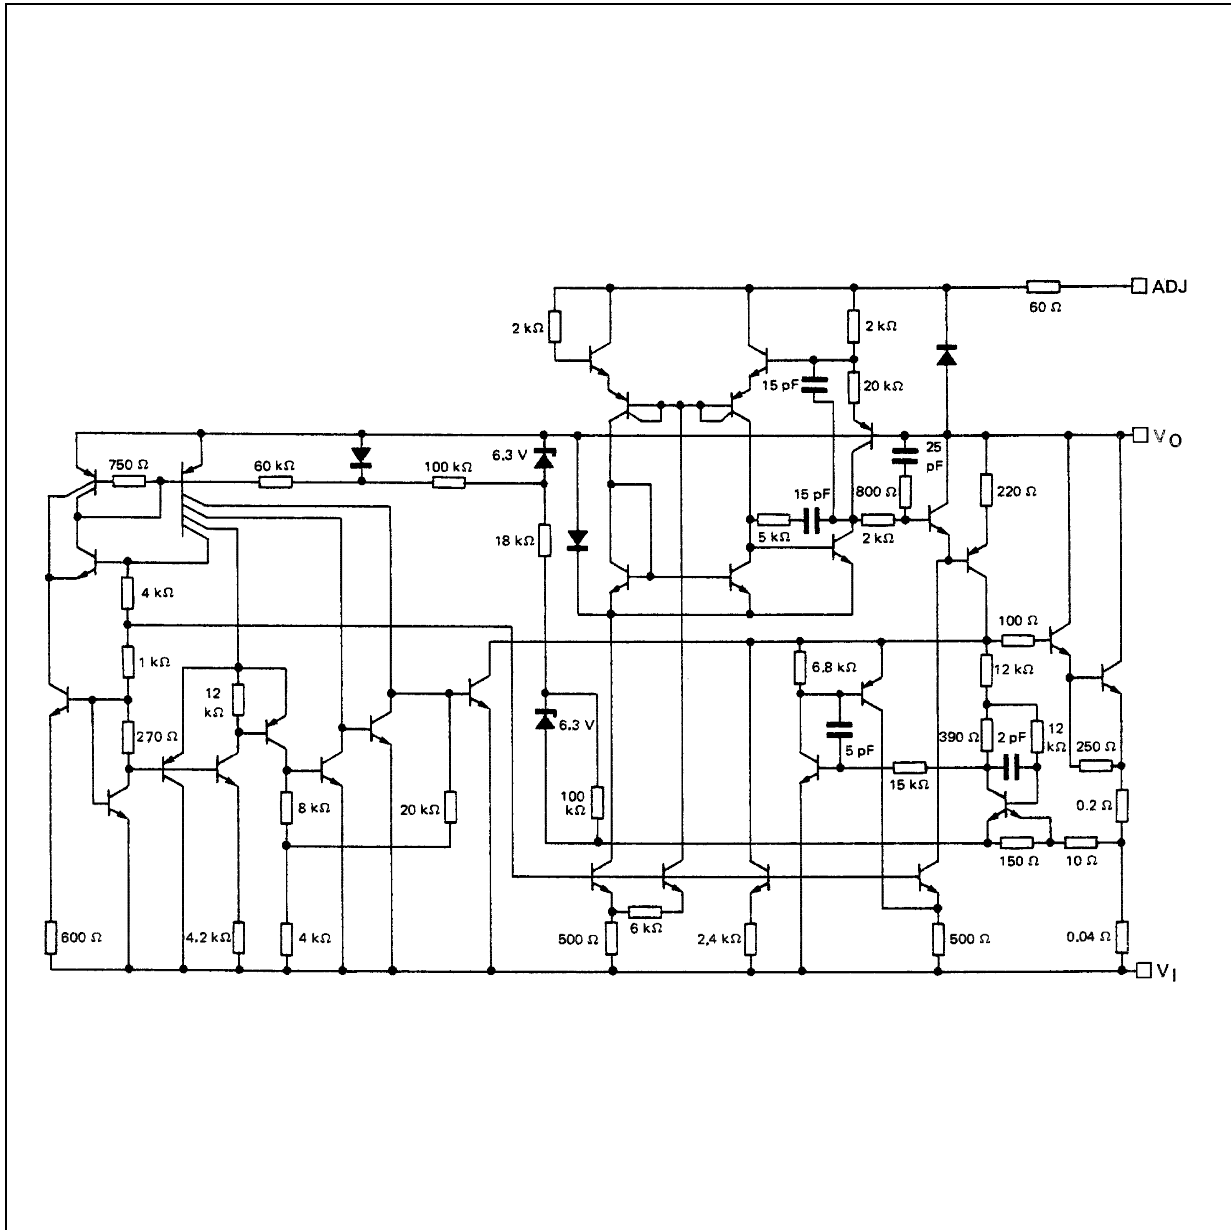 ADJ
60 Ω
2 kΩ
2 kΩ
15 pF
20 kΩ
VO
750 Ω
60 kΩ
100 kΩ
6.3 V
25 pF
15 pF
800 Ω
220 Ω
18 kΩ
5 kΩ
2 kΩ
4 kΩ
100 Ω
1 kΩ
6.8 kΩ
12 kΩ
12 kΩ
6.3 V
270 Ω
5 pF
390 Ω
2 pF
12 kΩ
250 Ω
15 kΩ
8 kΩ
20 kΩ
100 kΩ
0.2 Ω
150 Ω
10 Ω
600 Ω
4.2 kΩ
4 kΩ
6 kΩ
500 Ω
2,4 kΩ
500 Ω
0.04 Ω
VI